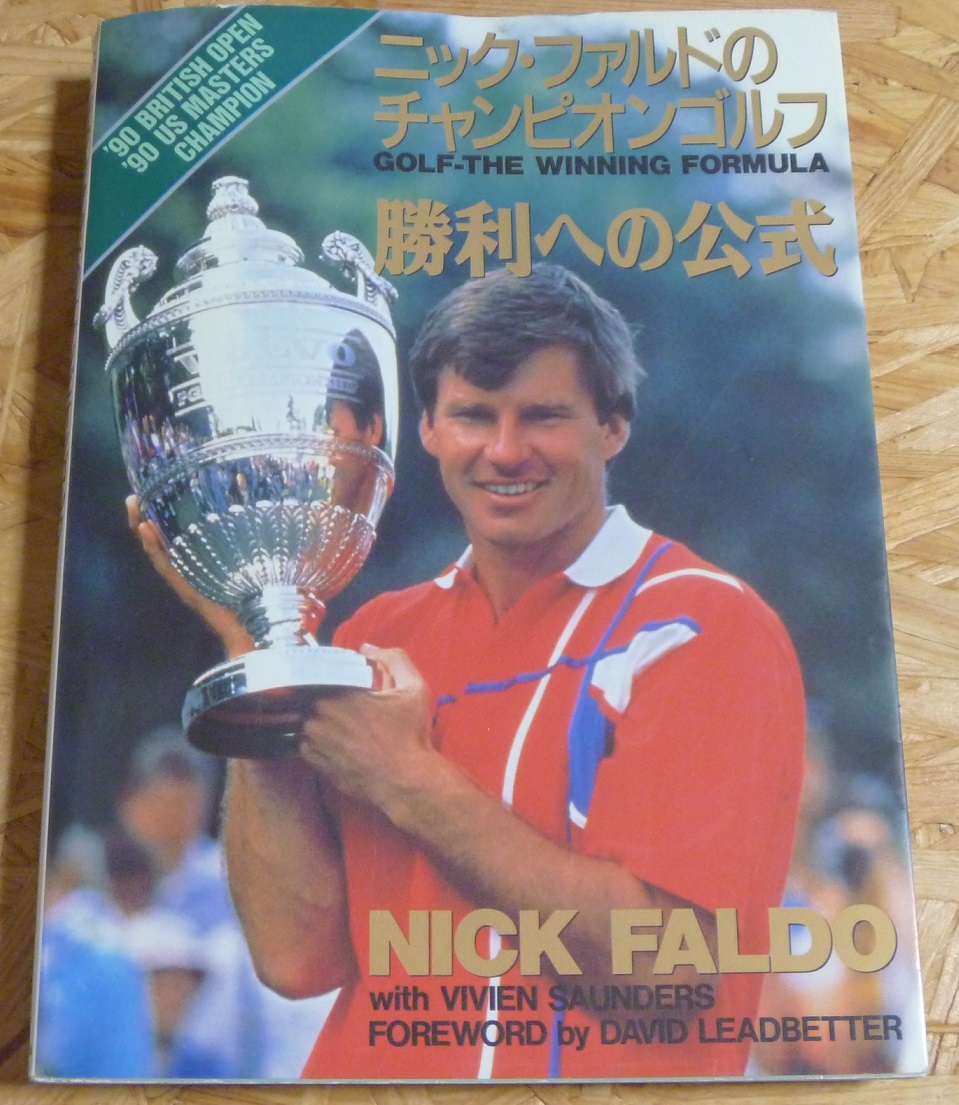 '90 BRITISH OPEN
'90 US MASTERS
CHAMPION
ニック・ファルドの
チャンピオンゴルフ
GOLF-THE WINNING FORMULA
勝利への公式
NICK FALDO
with VIVIEN SAUNDERS
FOREWORD by DAVID LEADBETTER